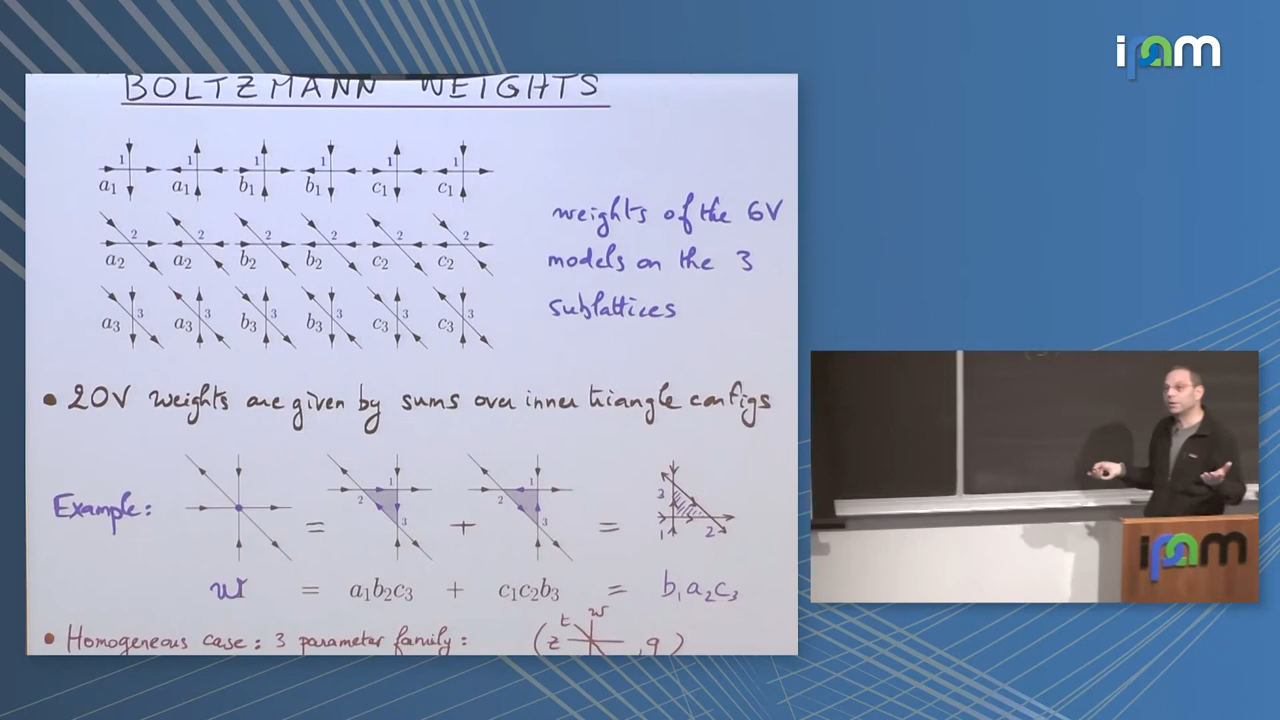 ipam
BOLTZMANN WEIGHTS
1 1 1 1 1 1
a₁ a₁ b₁ b₁ c₁ c₁
2 2 2 2 2 2
a₂ a₂ b₂ b₂ c₂ c₂
3 3 3 3 3 3
a₃ a₃ b₃ b₃ c₃ c₃
weights of the 6V
models on the 3
sublattices
• 20V weights are given by sums over inner triangle configs
Example: = 2 1 3 + 2 1 3 = 3 1 2
w = a₁b₂c₃ + c₁c₂b₃ = b₁a₂c₃
• Homogeneous case: 3 parameter family: (z t w, q)
ipam